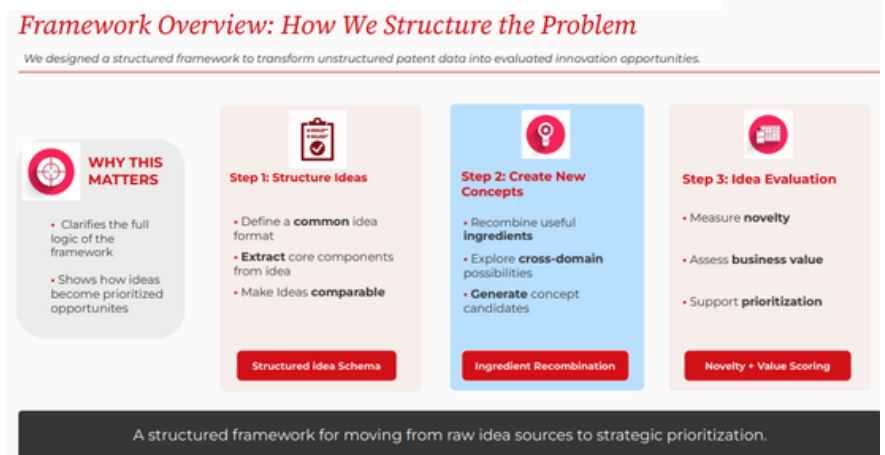 Framework Overview: How We Structure the Problem
We designed a structured framework to transform unstructured patent data into evaluated innovation opportunities.
WHY THIS
MATTERS
• Clarifies the full
logic of the
framework
• Shows how ideas
become prioritized
opportunites
Step 1: Structure Ideas
• Define a common idea
format
• Extract core components
from idea
• Make Ideas comparable
Structured idea Schema
Step 2: Create New
Concepts
• Recombine useful
ingredients
• Explore cross-domain
possibilities
• Generate concept
candidates
Ingredient Recombination
Step 3: Idea Evaluation
• Measure novelty
• Assess business value
• Support prioritization
Novelty + Value Scoring
A structured framework for moving from raw idea sources to strategic prioritization.